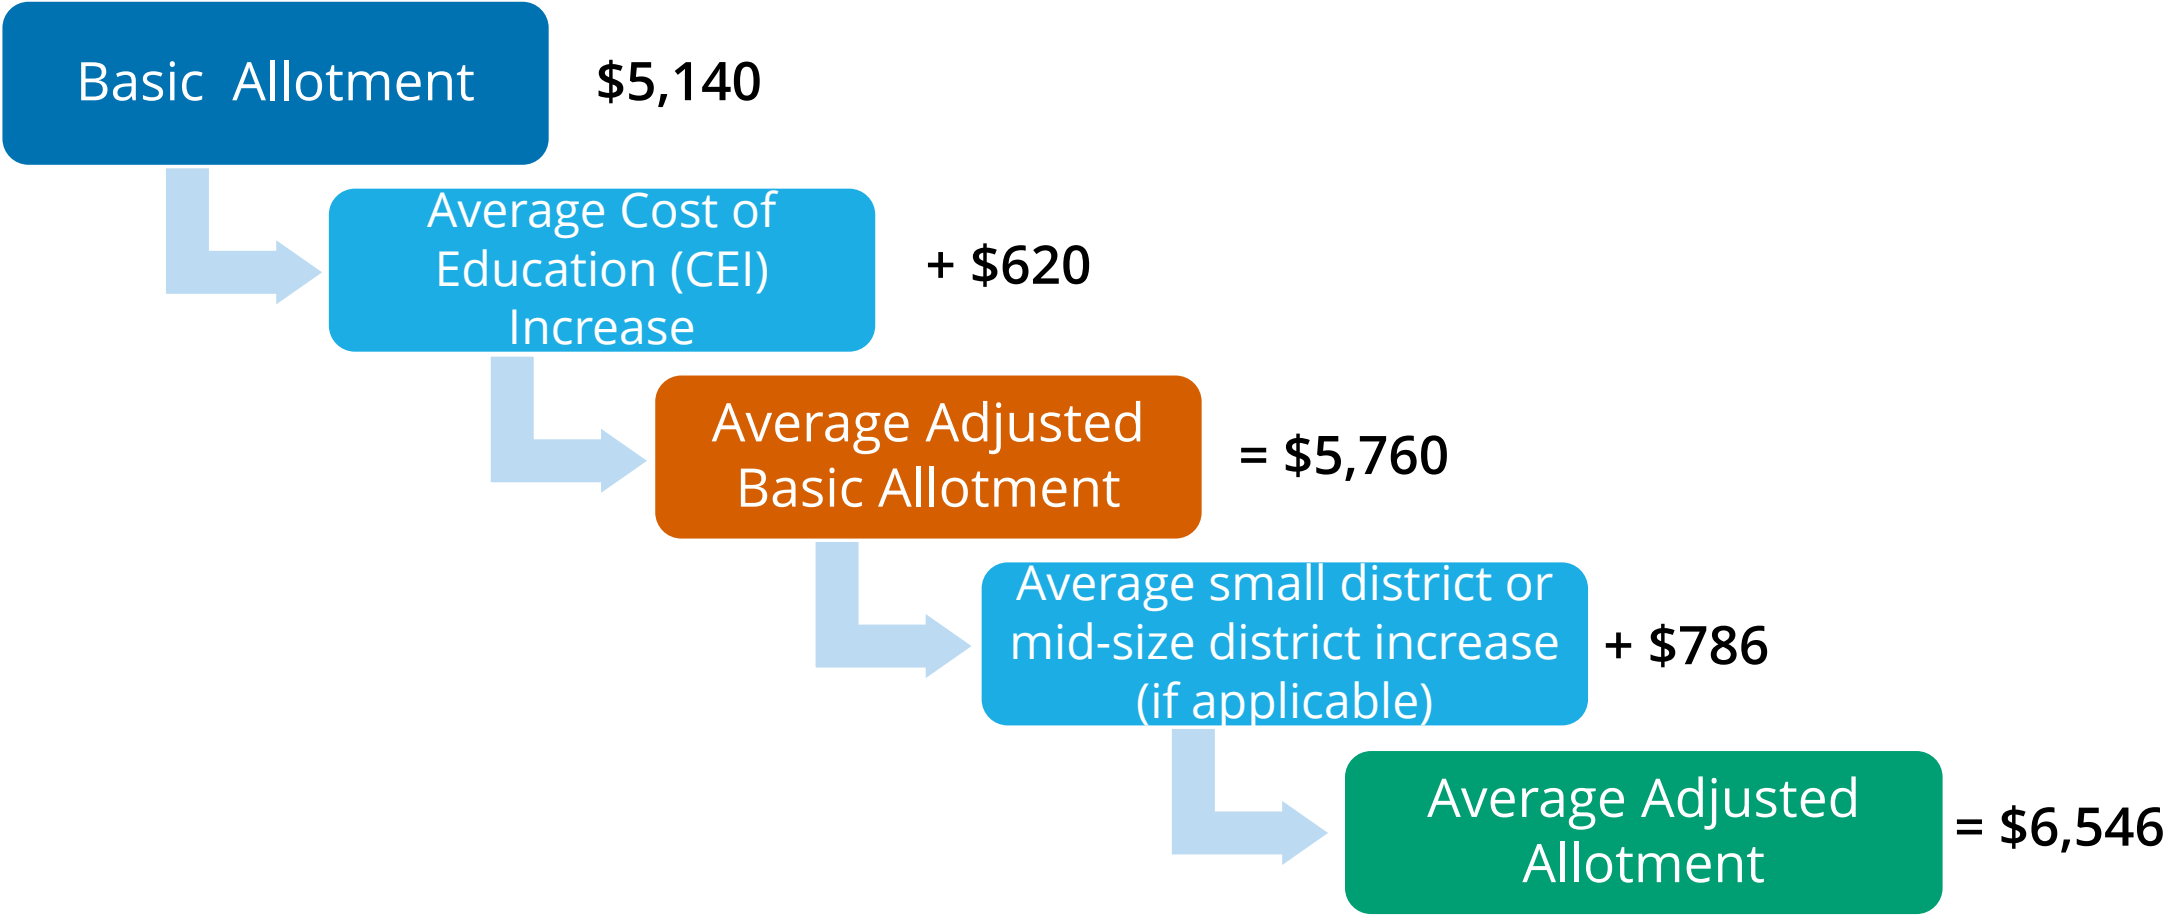 Basic  Allotment
$5,140
Average Cost of
Education (CEI)
Increase
+ $620
Average Adjusted
Basic Allotment
= $5,760
Average small district or
mid-size district increase
(if applicable)
+ $786
Average Adjusted
Allotment
= $6,546